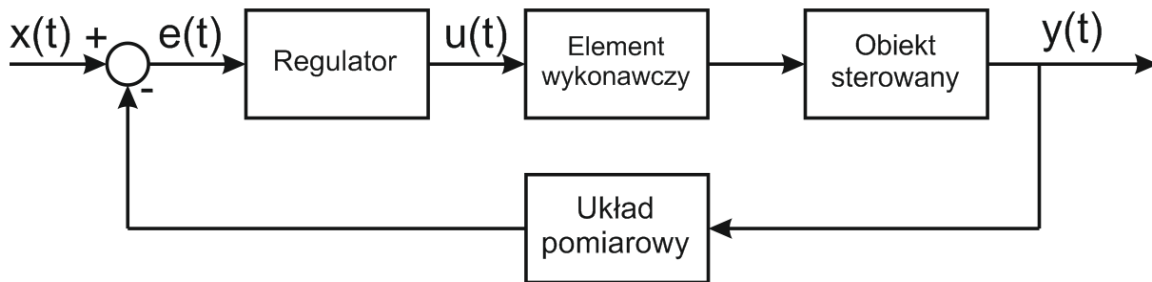 x(t) +
-
e(t)
Regulator
u(t)
Element
wykonawczy
Obiekt
sterowany
y(t)
Układ
pomiarowy